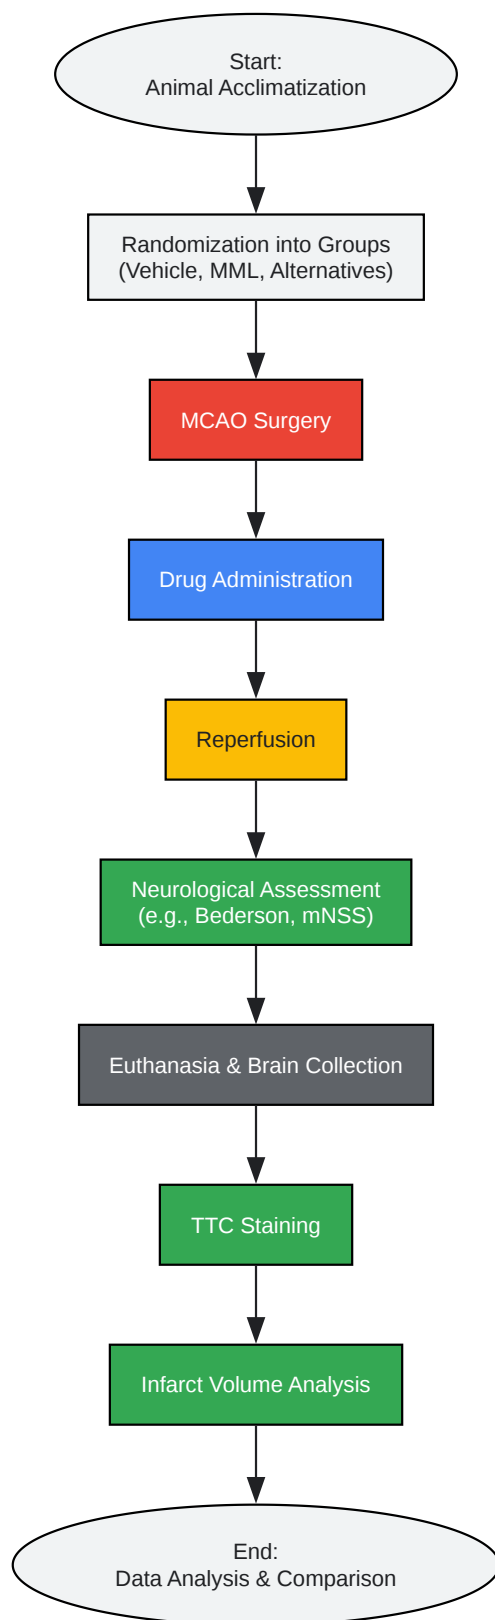 Start:
Animal Acclimatization
Randomization into Groups
(Vehicle, MML, Alternatives)
MCAO Surgery
Drug Administration
Reperfusion
Neurological Assessment
(e.g., Bederson, mNSS)
Euthanasia & Brain Collection
TTC Staining
Infarct Volume Analysis
End:
Data Analysis & Comparison